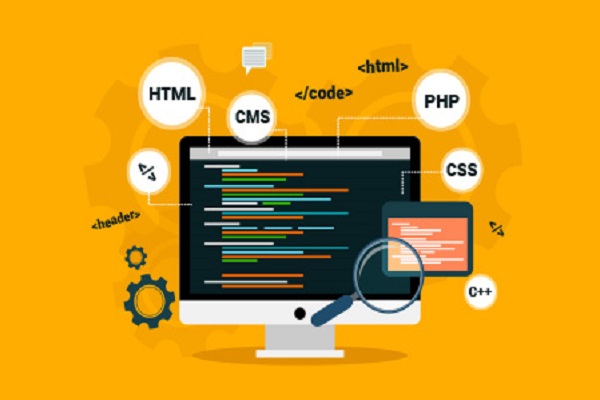 <html>
HTML
</code>
PHP
CMS
</>
CSS
<header>
</>
C++